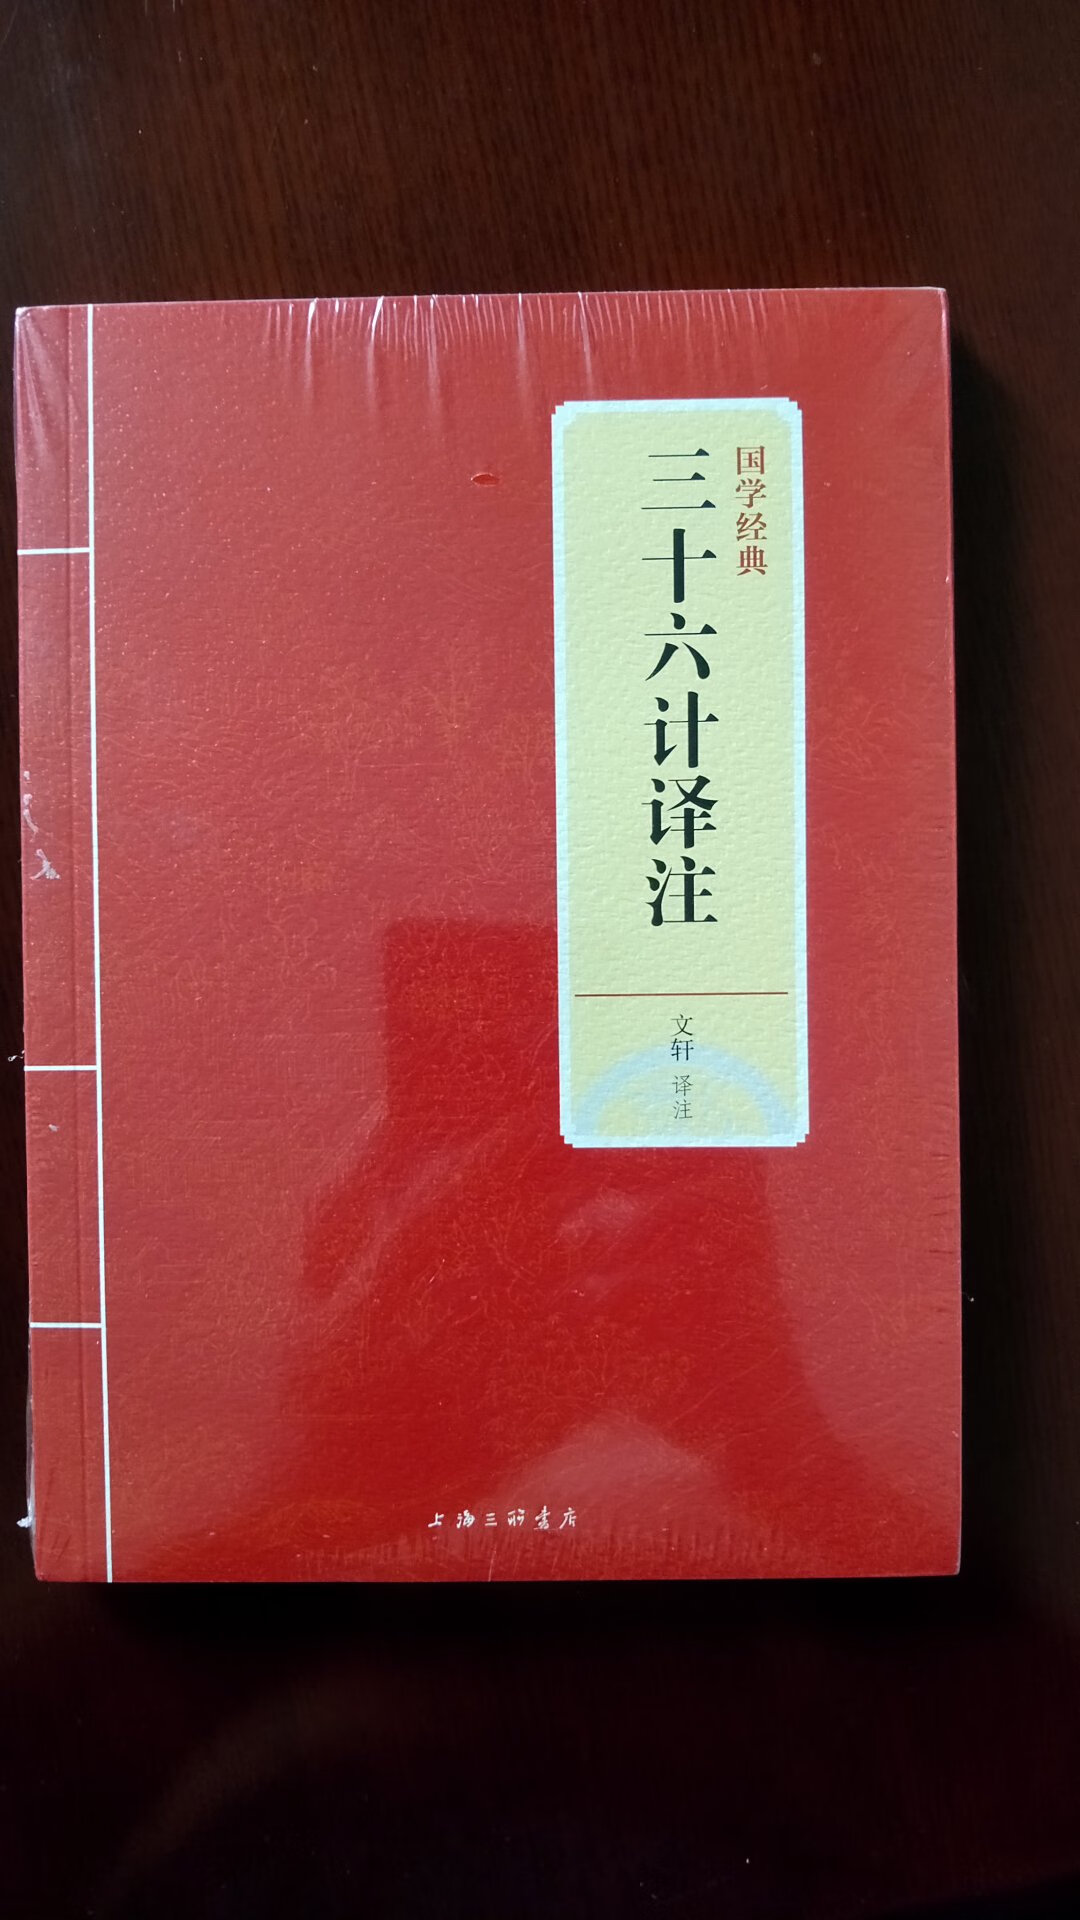 国学经典
三十六计译注
文轩 译注
上海三联书店